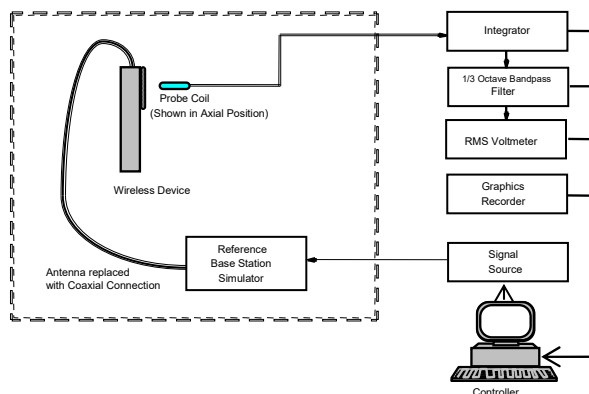 Integrator
1/3 Octave Bandpass
Filter
RMS Voltmeter
Graphics
Recorder
Signal
Source
Controller
Probe Coil
(Shown in Axial Position)
Wireless Device
Reference
Base Station
Simulator
Antenna replaced
with Coaxial Connection